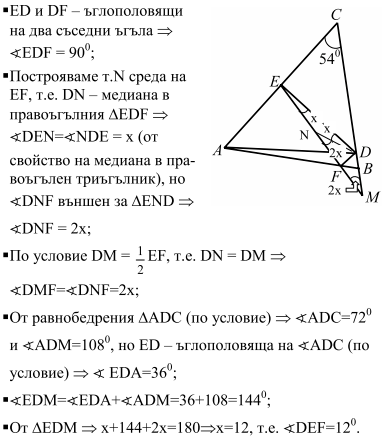 ▪ED и DF – ъглополовящи
на два съседни ъгъла ⇒
∢EDF = 90⁰;
▪Построяваме т.N среда на
EF, т.е. DN – медиана в
правоъгълния ΔEDF ⇒
∢DEN=∢NDE = x (от
свойство на медиана в пра-
воъгълен триъгълник), но
∢DNF външен за ΔEND ⇒
∢DNF = 2x;
▪По условие DM = 1/2 EF, т.е. DN = DM ⇒
∢DMF=∢DNF=2x;
▪От равнобедрения ΔADC (по условие) ⇒ ∢ADC=72⁰
и ∢ADM=108⁰, но ED – ъглополовяща на ∢ADC (по
условие) ⇒ ∢ EDA=36⁰;
▪∢EDM=∢EDA+∢ADM=36+108=144⁰;
▪От ΔEDM ⇒ x+144+2x=180⇒x=12, т.е. ∢DEF=12⁰.
C
54⁰
E
x
x
N
A
2x
D
B
F
2x
M